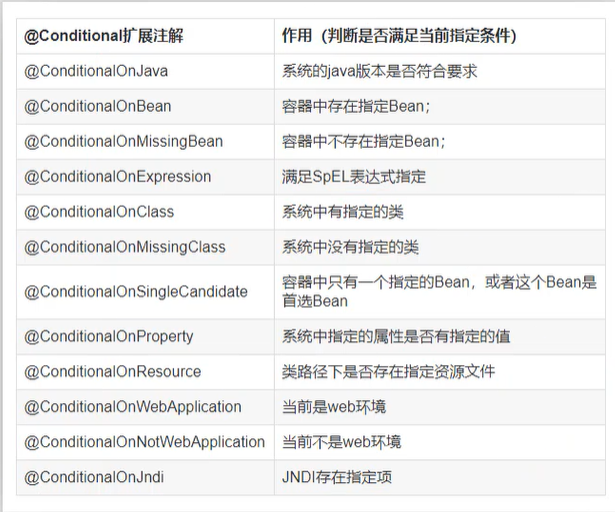 @Conditional扩展注解 作用（判断是否满足当前指定条件）
@ConditionalOnJava 系统的java版本是否符合要求
@ConditionalOnBean 容器中存在指定Bean；
@ConditionalOnMissingBean 容器中不存在指定Bean；
@ConditionalOnExpression 满足SpEL表达式指定
@ConditionalOnClass 系统中有指定的类
@ConditionalOnMissingClass 系统中没有指定的类
@ConditionalOnSingleCandidate 容器中只有一个指定的Bean，或者这个Bean是
首选Bean
@ConditionalOnProperty 系统中指定的属性是否有指定的值
@ConditionalOnResource 类路径下是否存在指定资源文件
@ConditionalOnWebApplication 当前是web环境
@ConditionalOnNotWebApplication 当前不是web环境
@ConditionalOnJndi JNDI存在指定项